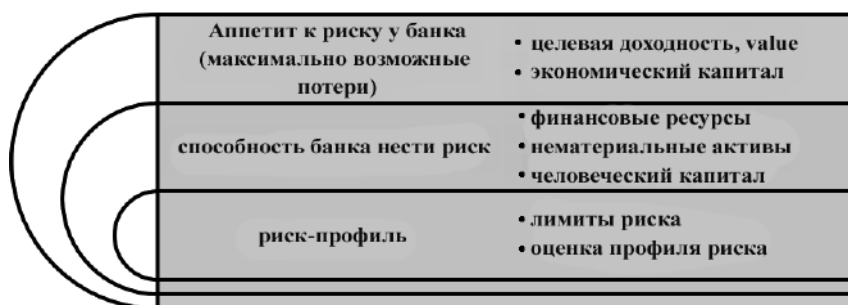 Аппетит к риску у банка
(максимально возможные
потери)
• целевая доходность, value
• экономический капитал
способность банка нести риск
• финансовые ресурсы
• нематериальные активы
• человеческий капитал
риск-профиль
• лимиты риска
• оценка профиля риска